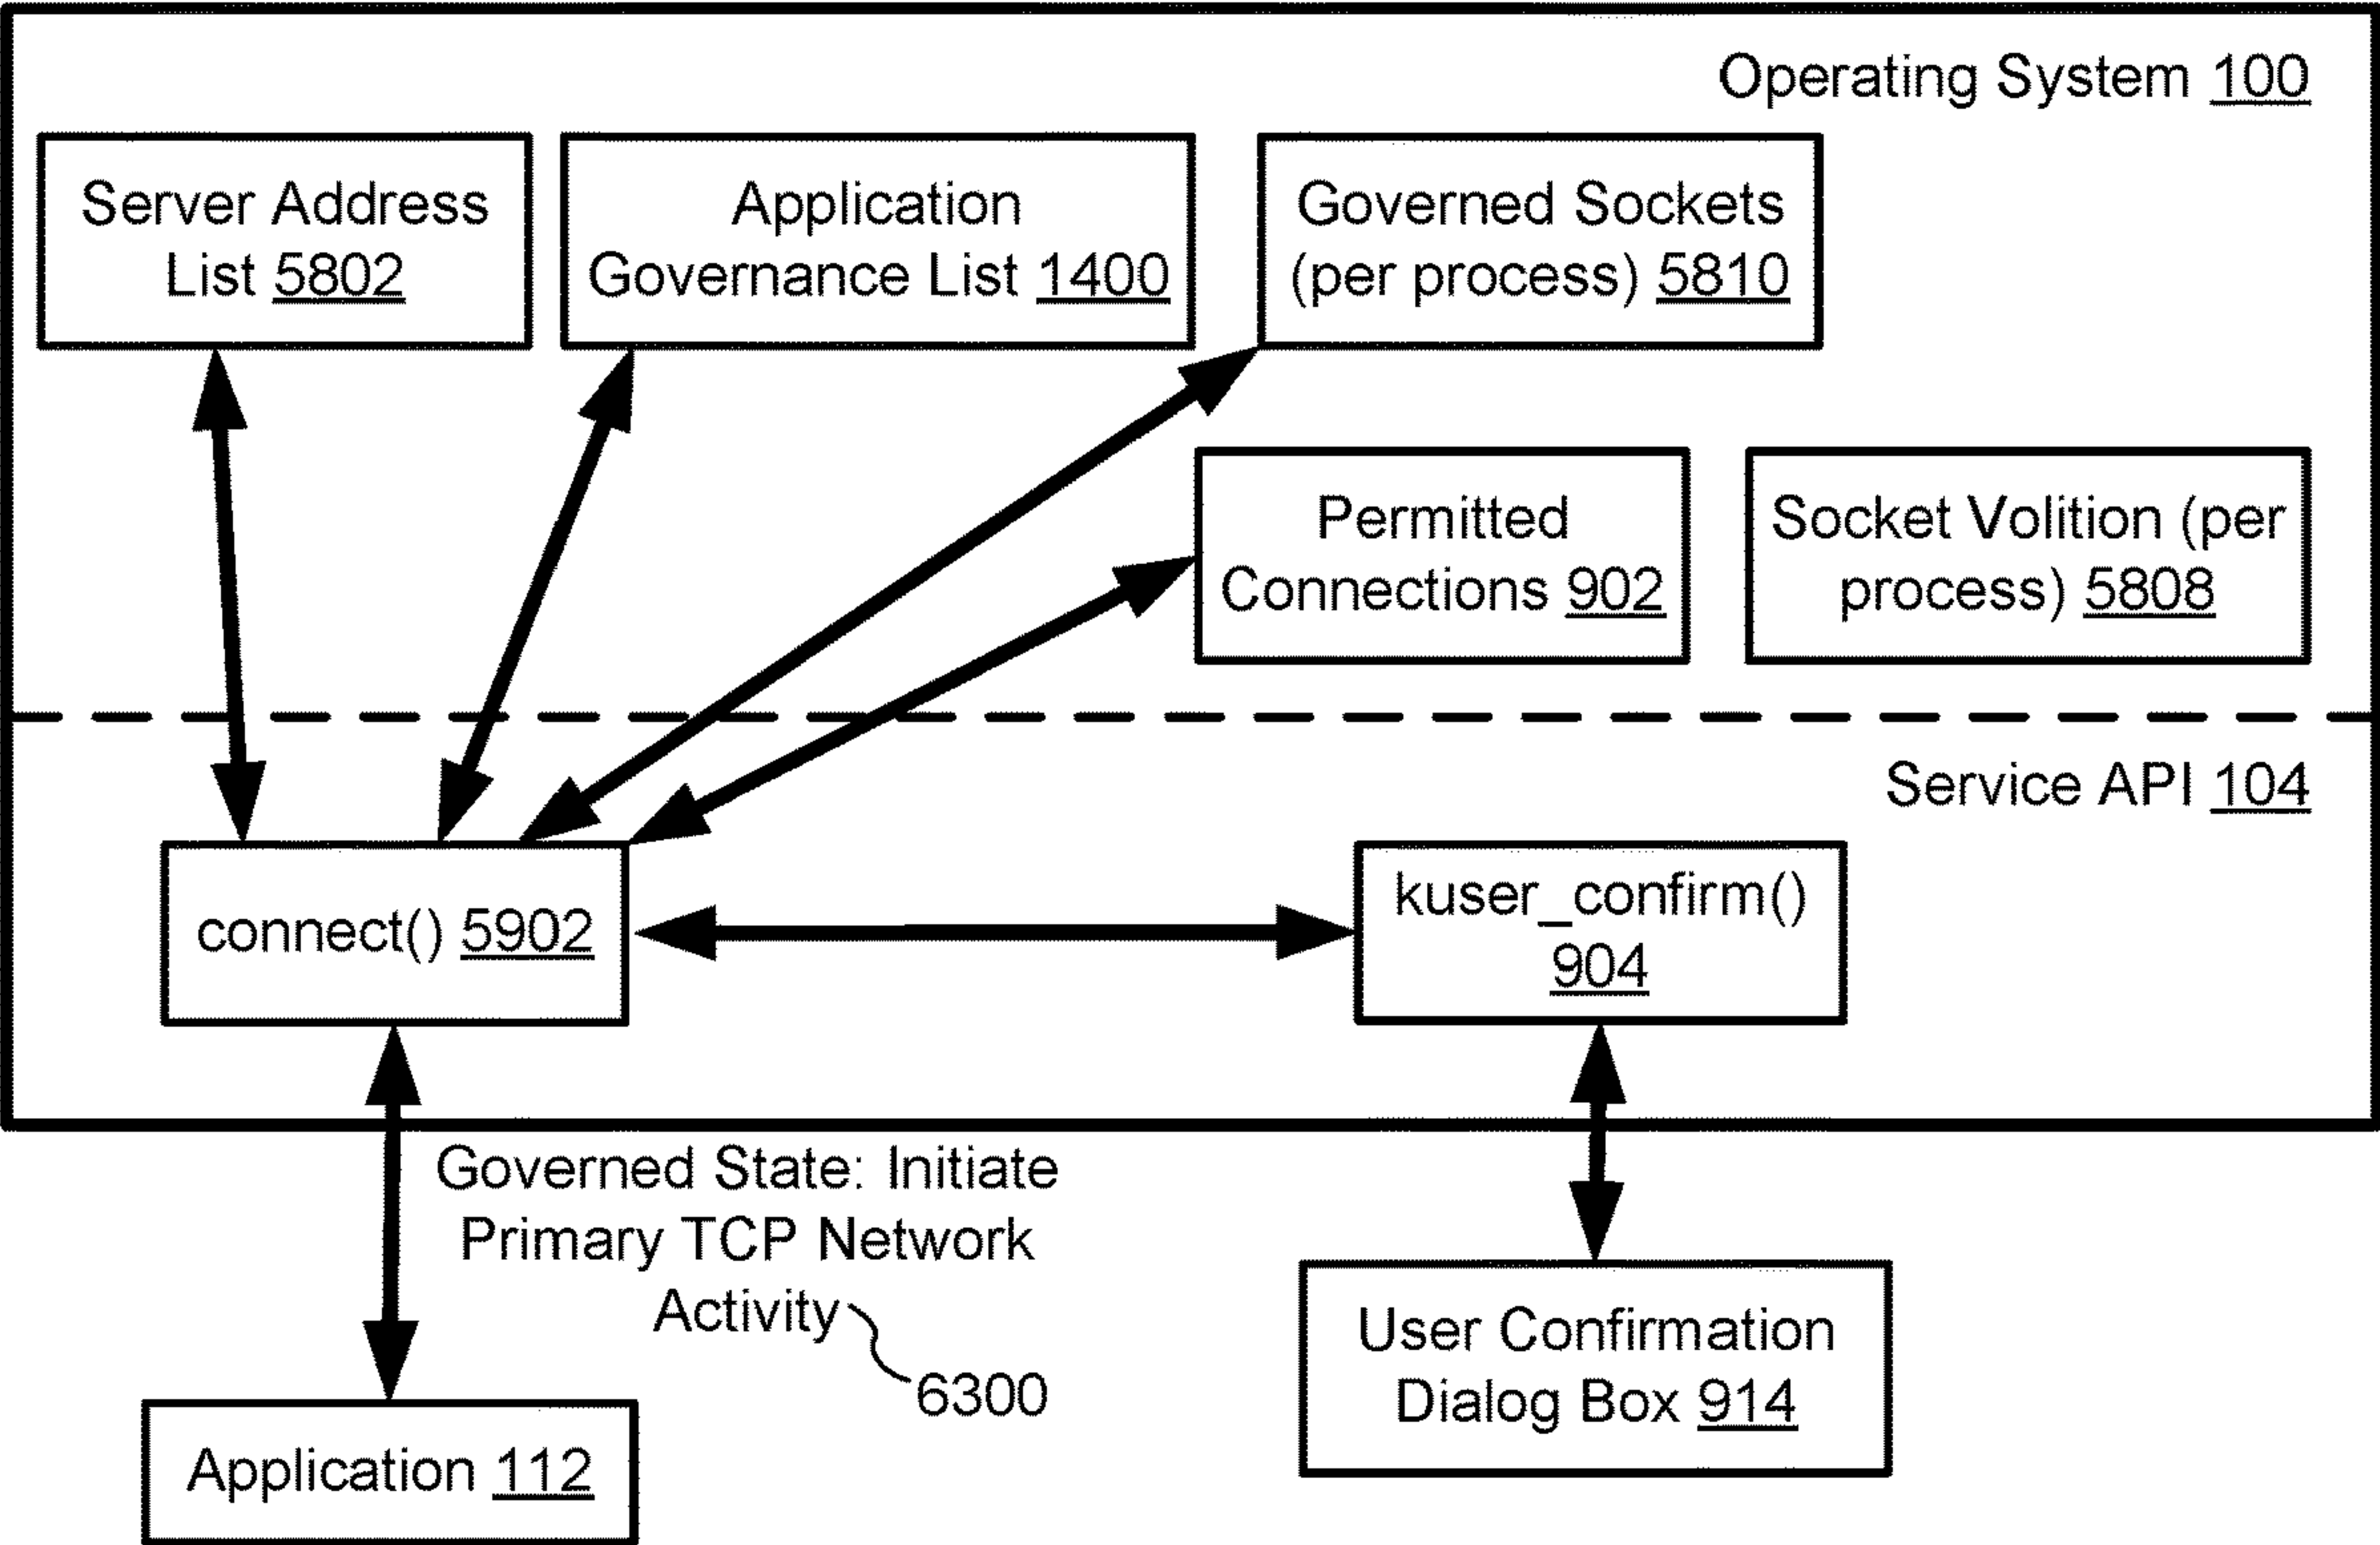 Operating System 100
Server Address
List 5802
Application
Governance List 1400
Governed Sockets
(per process) 5810
Permitted
Connections 902
Socket Volition (per
process) 5808
Service API 104
connect() 5902
kuser_confirm()
904
Governed State: Initiate
Primary TCP Network
Activity
6300
User Confirmation
Dialog Box 914
Application 112